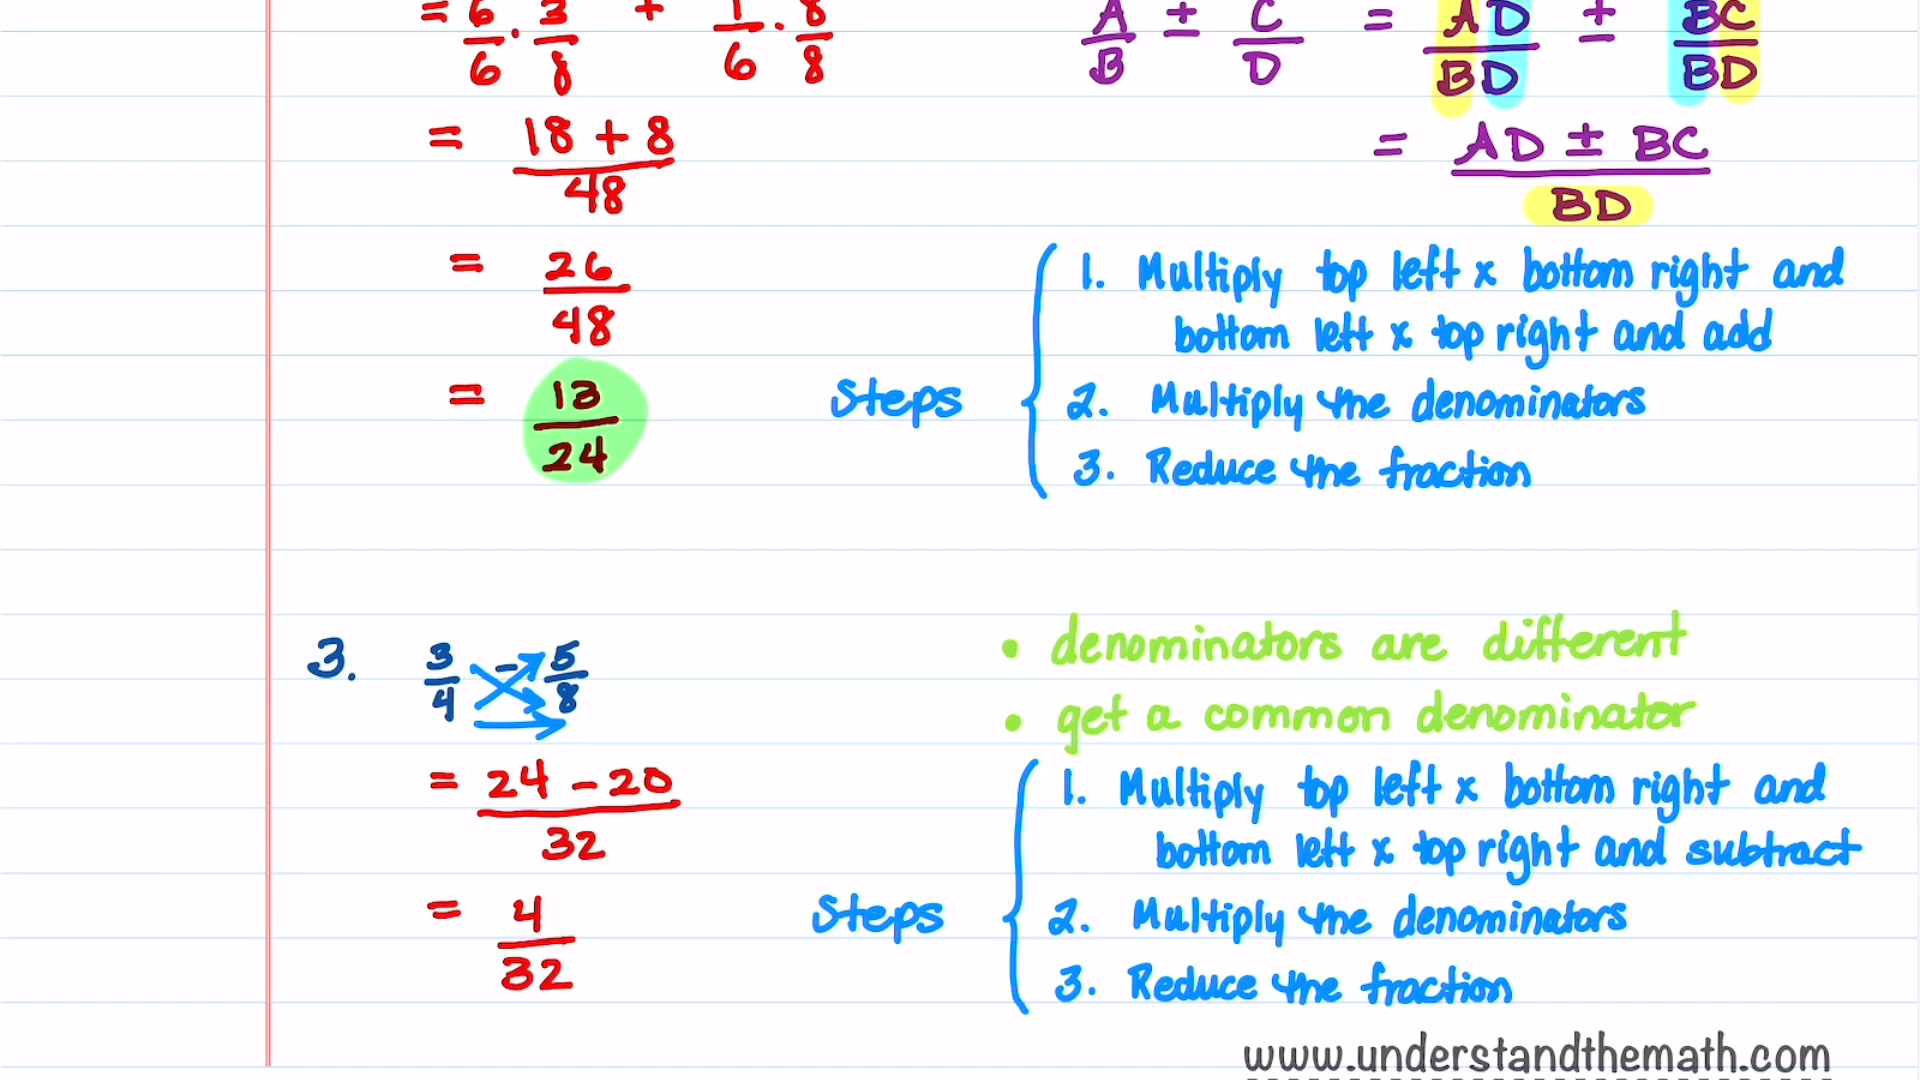 = 6/6 · 3/8 + 1/6 · 8/8
A/B ± C/D = AD/BD ± BC/BD
= 18 + 8 / 48
= AD ± BC / BD
= 26/48
= 13/24
Steps
1. Multiply top left x bottom right and
bottom left x top right and add
2. Multiply the denominators
3. Reduce the fraction
3. 3/4 - 5/8
• denominators are different
• get a common denominator
= 24 - 20 / 32
= 4/32
Steps
1. Multiply top left x bottom right and
bottom left x top right and subtract
2. Multiply the denominators
3. Reduce the fraction
www.understandthemath.com